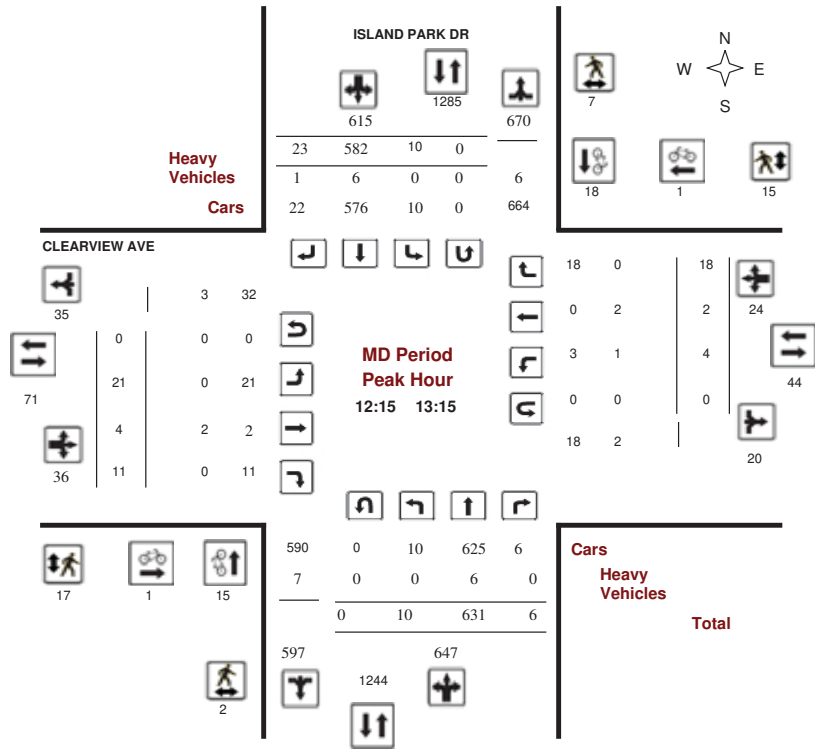 ISLAND PARK DR
N
W E
S
1285
7
615 670
23 582 10 0
Heavy
Vehicles
1 6 0 0 6
18 1 15
Cars
22 576 10 0 664
CLEARVIEW AVE
18 0 18
3 32
35
0 2 2
24
0 0 0
MD Period
Peak Hour
12:15 13:15
3 1 4
44
71
21 0 21
0 0 0
4 2 2
18 2
20
36
11 0 11
590 0 10 625 6
Cars
7 0 0 6 0
Heavy
Vehicles
17 1 15
0 10 631 6
Total
597 647
1244
2